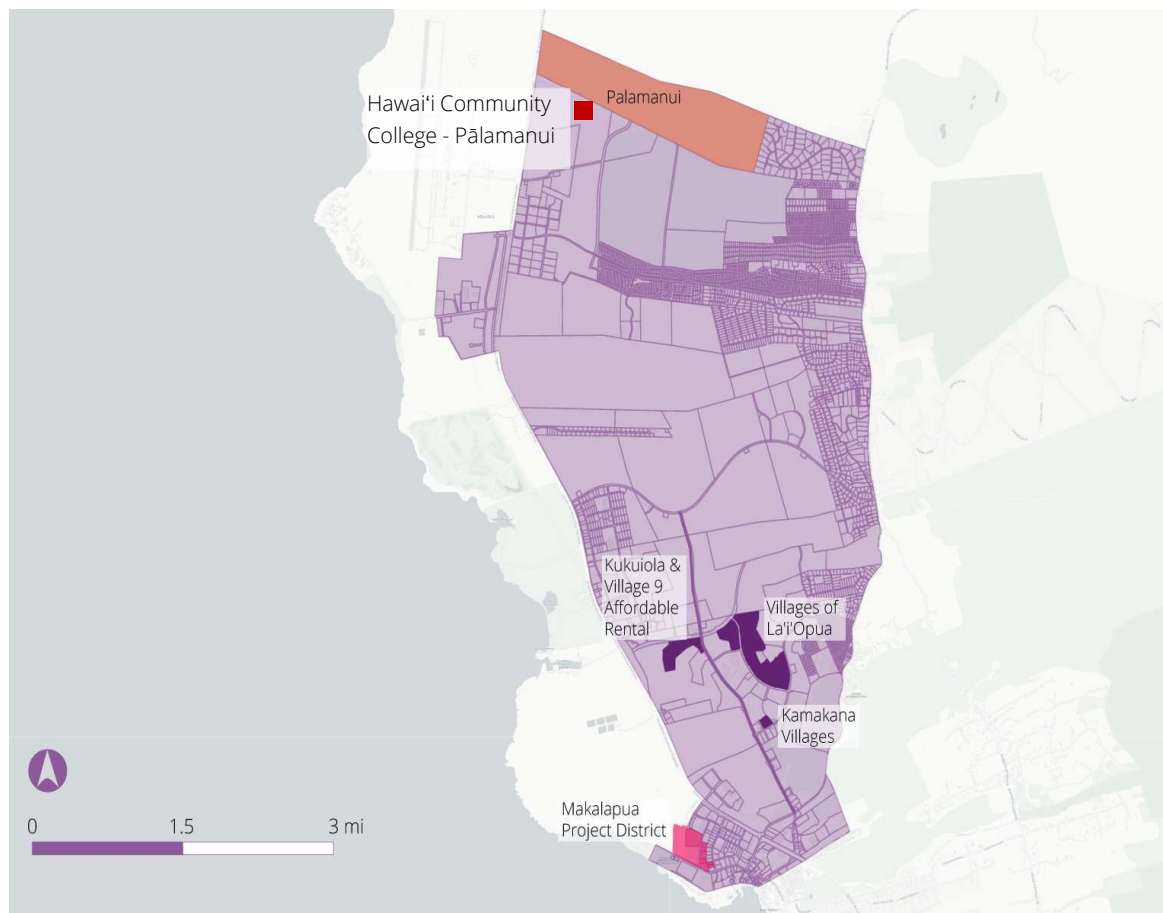 Palamanui
Hawaiʻi Community
College - Pālamanui
Kukuiola &
Village 9
Affordable
Rental
Villages of
La'i'Opua
Kamakana
Villages
Makalapua
Project District
0 1.5 3 mi